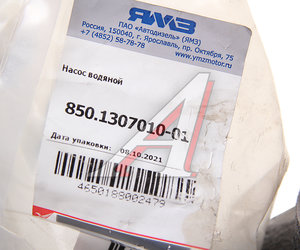 ЯМЗ
ПАО «Автодизель» (ЯМЗ)
Россия, 150040, г. Ярославль, пр. Октября, 75
+7 (4852) 58-78-78
www.ymzmotor.ru
Насос водяной
850.1307010-01
Дата упаковки: 08.10.2021
4650188002479